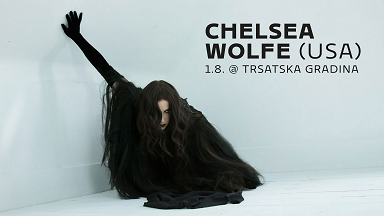 CHELSEA
WOLFE (USA)
1.8. @ TRSATSKA GRADINA